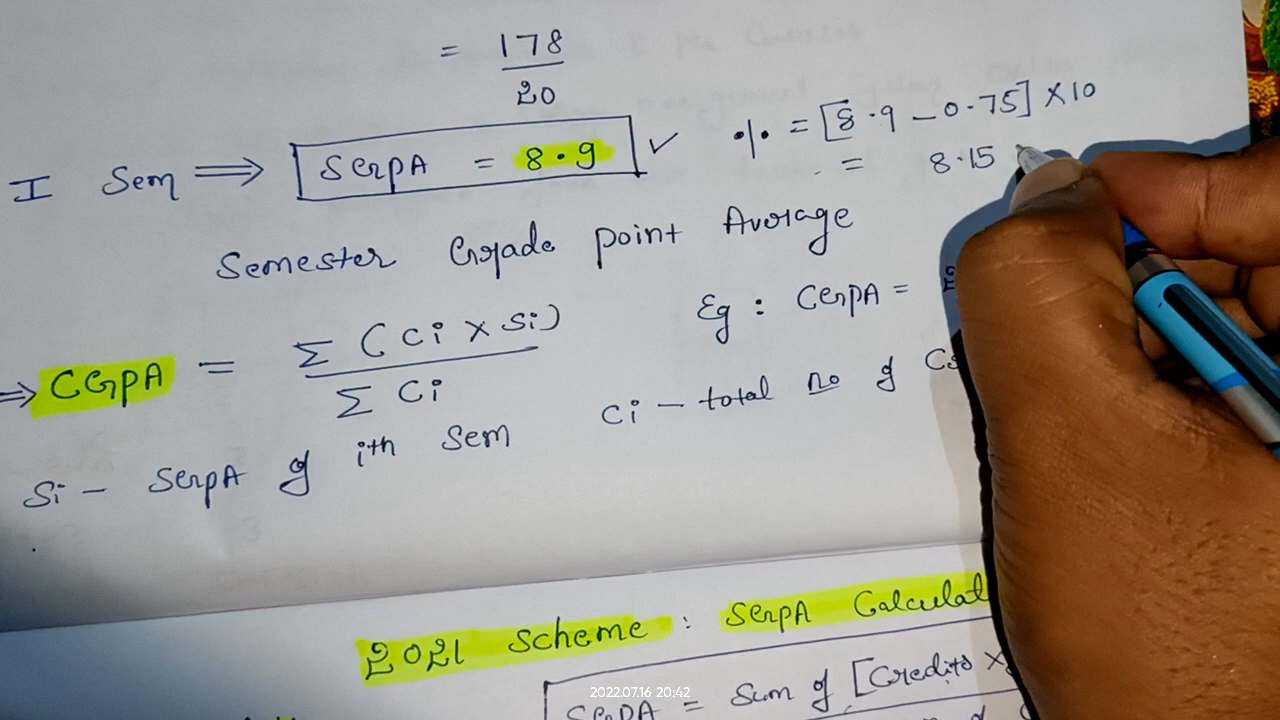 = 178
20
I Sem ⟹ SGPA = 8.9 ✓
% = [8.9 – 0.75] × 10
= 8.15
Semester Grade point Average
⇒ CGPA = Σ (Ci × Si)
Σ Ci
Eg : CGPA =
Si – SGPA of ith Sem
Ci – total no of
2021 Scheme : SGPA Calculat
SGPA = Sum of [Credits ×
2022.07.16 20:42